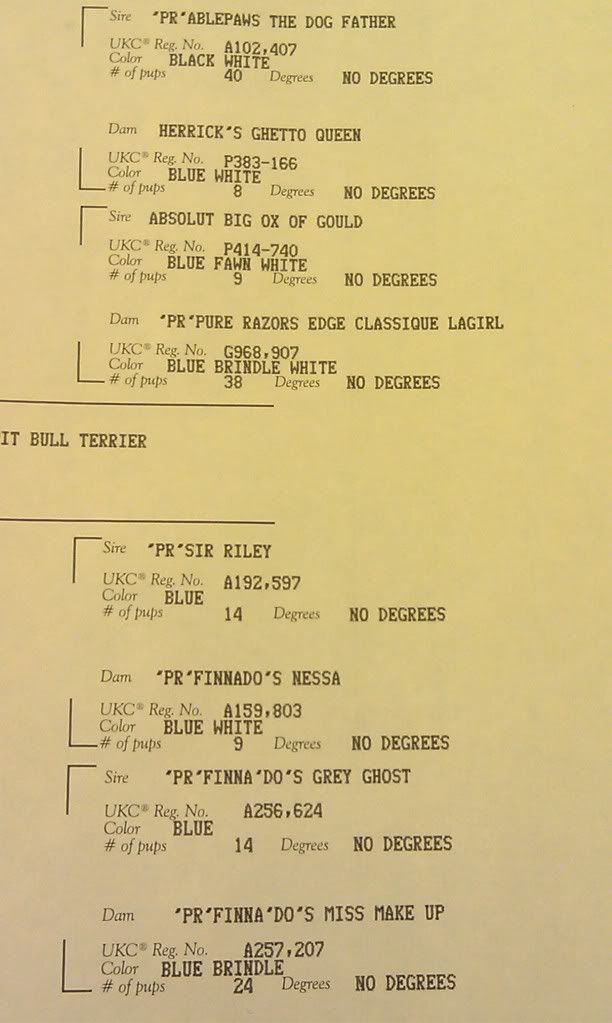 Sire "PR"ABLEPAWS THE DOG FATHER
UKC® Reg. No. A102,407
Color BLACK WHITE
# of pups 40 Degrees NO DEGREES
Dam HERRICK'S GHETTO QUEEN
UKC® Reg. No. P383-166
Color BLUE WHITE
# of pups 8 Degrees NO DEGREES
Sire ABSOLUT BIG OX OF GOULD
UKC® Reg. No. P414-740
Color BLUE FAWN WHITE
# of pups 9 Degrees NO DEGREES
Dam "PR"PURE RAZORS EDGE CLASSIQUE LAGIRL
UKC® Reg. No. G968,907
Color BLUE BRINDLE WHITE
# of pups 38 Degrees NO DEGREES
IT BULL TERRIER
Sire "PR"SIR RILEY
UKC® Reg. No. A192,597
Color BLUE
# of pups 14 Degrees NO DEGREES
Dam "PR"FINNADO'S NESSA
UKC® Reg. No. A159,803
Color BLUE WHITE
# of pups 9 Degrees NO DEGREES
Sire "PR"FINNA'DO'S GREY GHOST
UKC® Reg. No. A256,624
Color BLUE
# of pups 14 Degrees NO DEGREES
Dam "PR"FINNA'DO'S MISS MAKE UP
UKC® Reg. No. A257,207
Color BLUE BRINDLE
# of pups 24 Degrees NO DEGREES